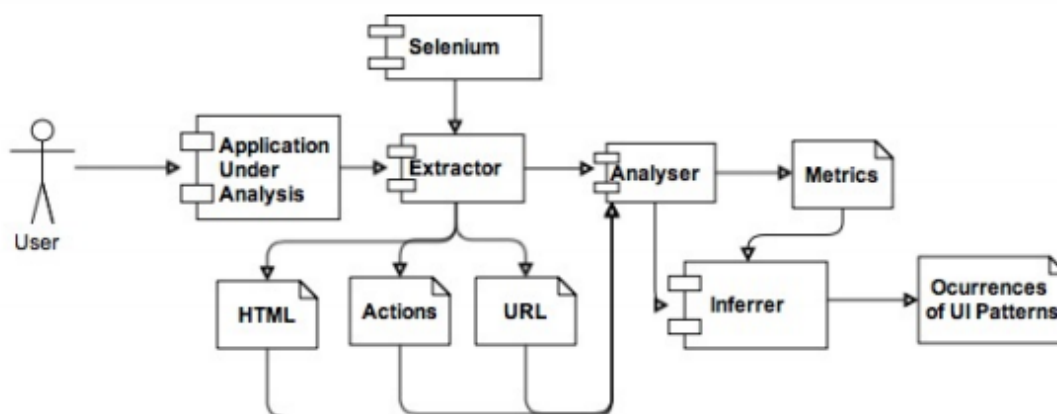 Selenium
Application
Under
Analysis
Extractor
Analyser
Metrics
User
HTML
Actions
URL
Inferrer
Ocurrences
of UI Patterns